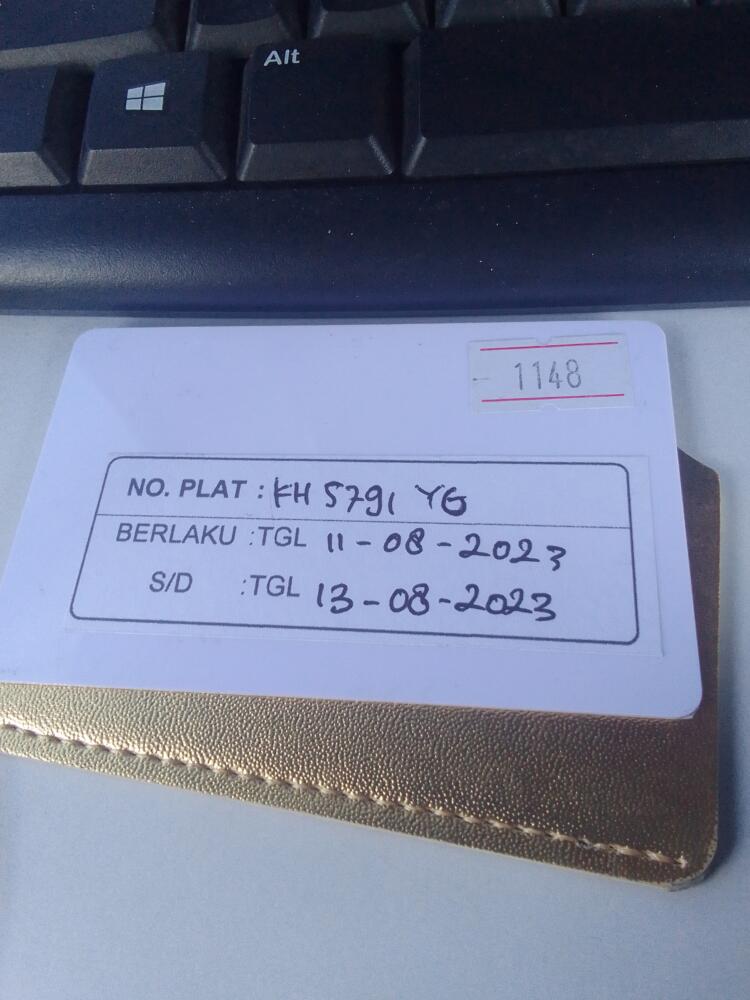 Alt
1148
NO. PLAT : KH 5791 YG
BERLAKU :TGL 11-08-2023
S/D :TGL 13-08-2023